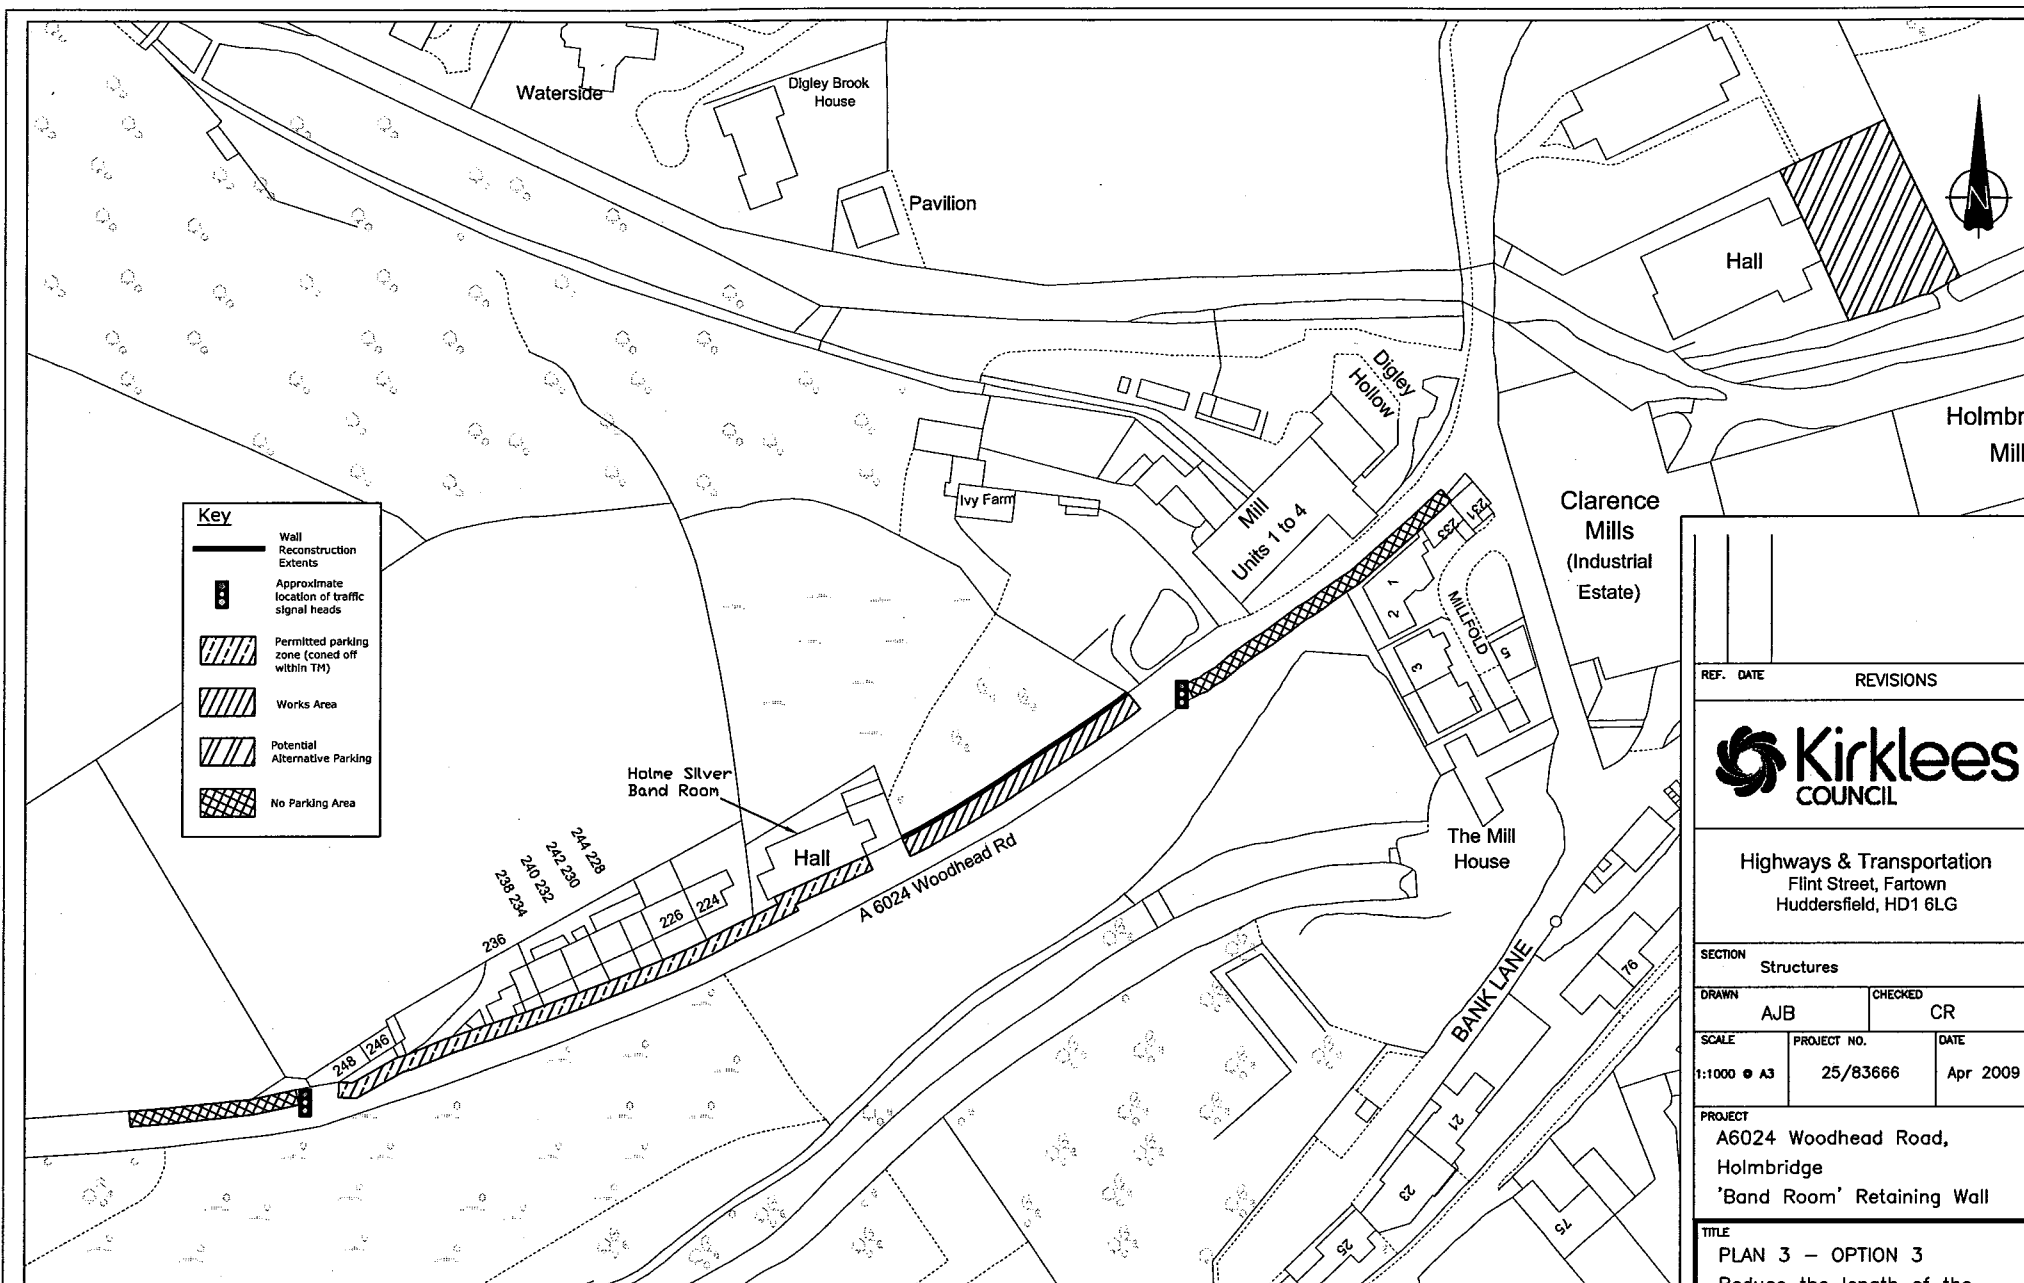 Waterside
Digley Brook
House
Pavilion
Hall
N
Digley
Hollow
Holmbr
Mill
Ivy Farm
Mill
Units 1 to 4
Clarence
Mills
(Industrial
Estate)
231
233
1
2
3
5
MILLFOLD
Key
Wall
Reconstruction
Extents
Approximate
location of traffic
signal heads
Permitted parking
zone (coned off
within TM)
Works Area
Potential
Alternative Parking
No Parking Area
Holme Silver
Band Room
Hall
A 6024 Woodhead Rd
244 228
242 230
240 232
238 234
236
226
224
248
246
The Mill
House
BANK LANE
76
21
23
25
75
REF. DATE
REVISIONS
Kirklees
COUNCIL
Highways & Transportation
Flint Street, Fartown
Huddersfield, HD1 6LG
SECTION
Structures
DRAWN
AJB
CHECKED
CR
SCALE
1:1000 @ A3
PROJECT NO.
25/83666
DATE
Apr 2009
PROJECT
A6024 Woodhead Road,
Holmbridge
'Band Room' Retaining Wall
TITLE
PLAN 3 – OPTION 3
Reduce the length of the